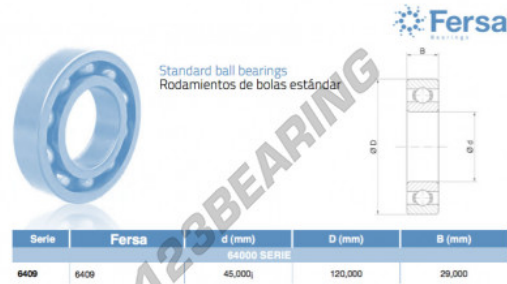 Fersa
Bearings
Standard ball bearings
Rodamientos de bolas estándar
B
Ø D
Ø d
123BEARING
Serie Fersa d (mm) D (mm) B (mm)
64000 SERIE
6409 6409 45,000 120,000 29,000